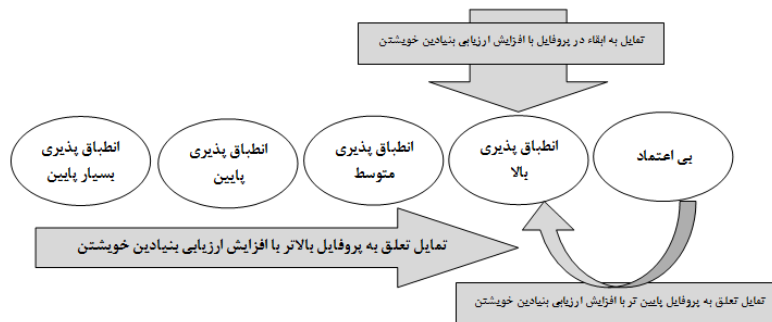 تمایل به ابقاء در پروفایل با افزایش ارزیابی بنیادین خویشتن
بی اعتماد
انطباق پذیری
بالا
انطباق پذیری
متوسط
انطباق پذیری
پایین
انطباق پذیری
بسیار پایین
تمایل تعلق به پروفایل بالاتر با افزایش ارزیابی بنیادین خویشتن
تمایل تعلق به پروفایل پایین تر با افزایش ارزیابی بنیادین خویشتن